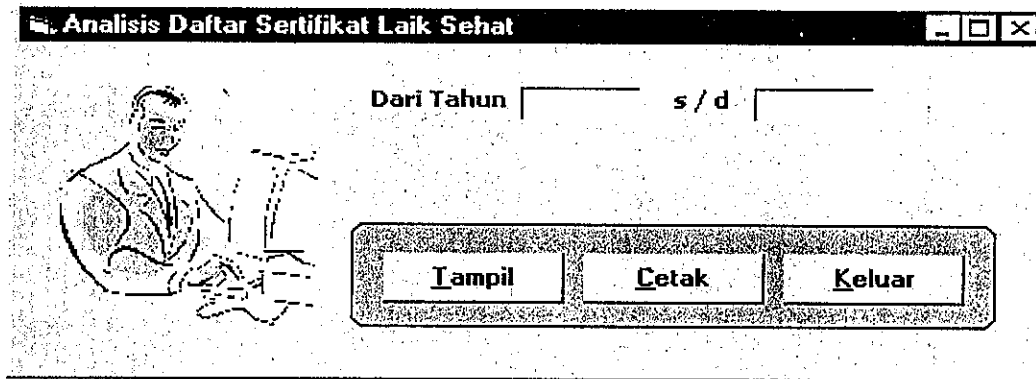 Analisis Daftar Sertifikat Laik Sehat
Dari Tahun s / d
Tampil Cetak Keluar